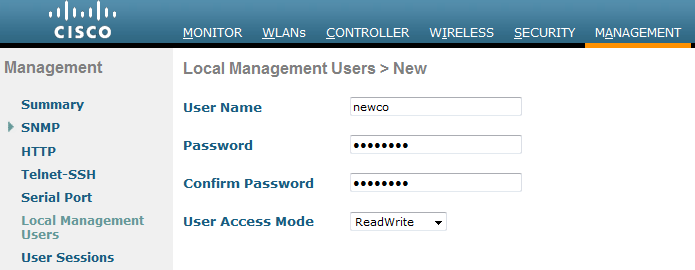 CISCO
MONITOR WLANs CONTROLLER WIRELESS SECURITY MANAGEMENT
Management
Summary
SNMP
HTTP
Telnet-SSH
Serial Port
Local Management
Users
User Sessions
Local Management Users > New
User Name newco
Password ••••••••
Confirm Password ••••••••
User Access Mode ReadWrite